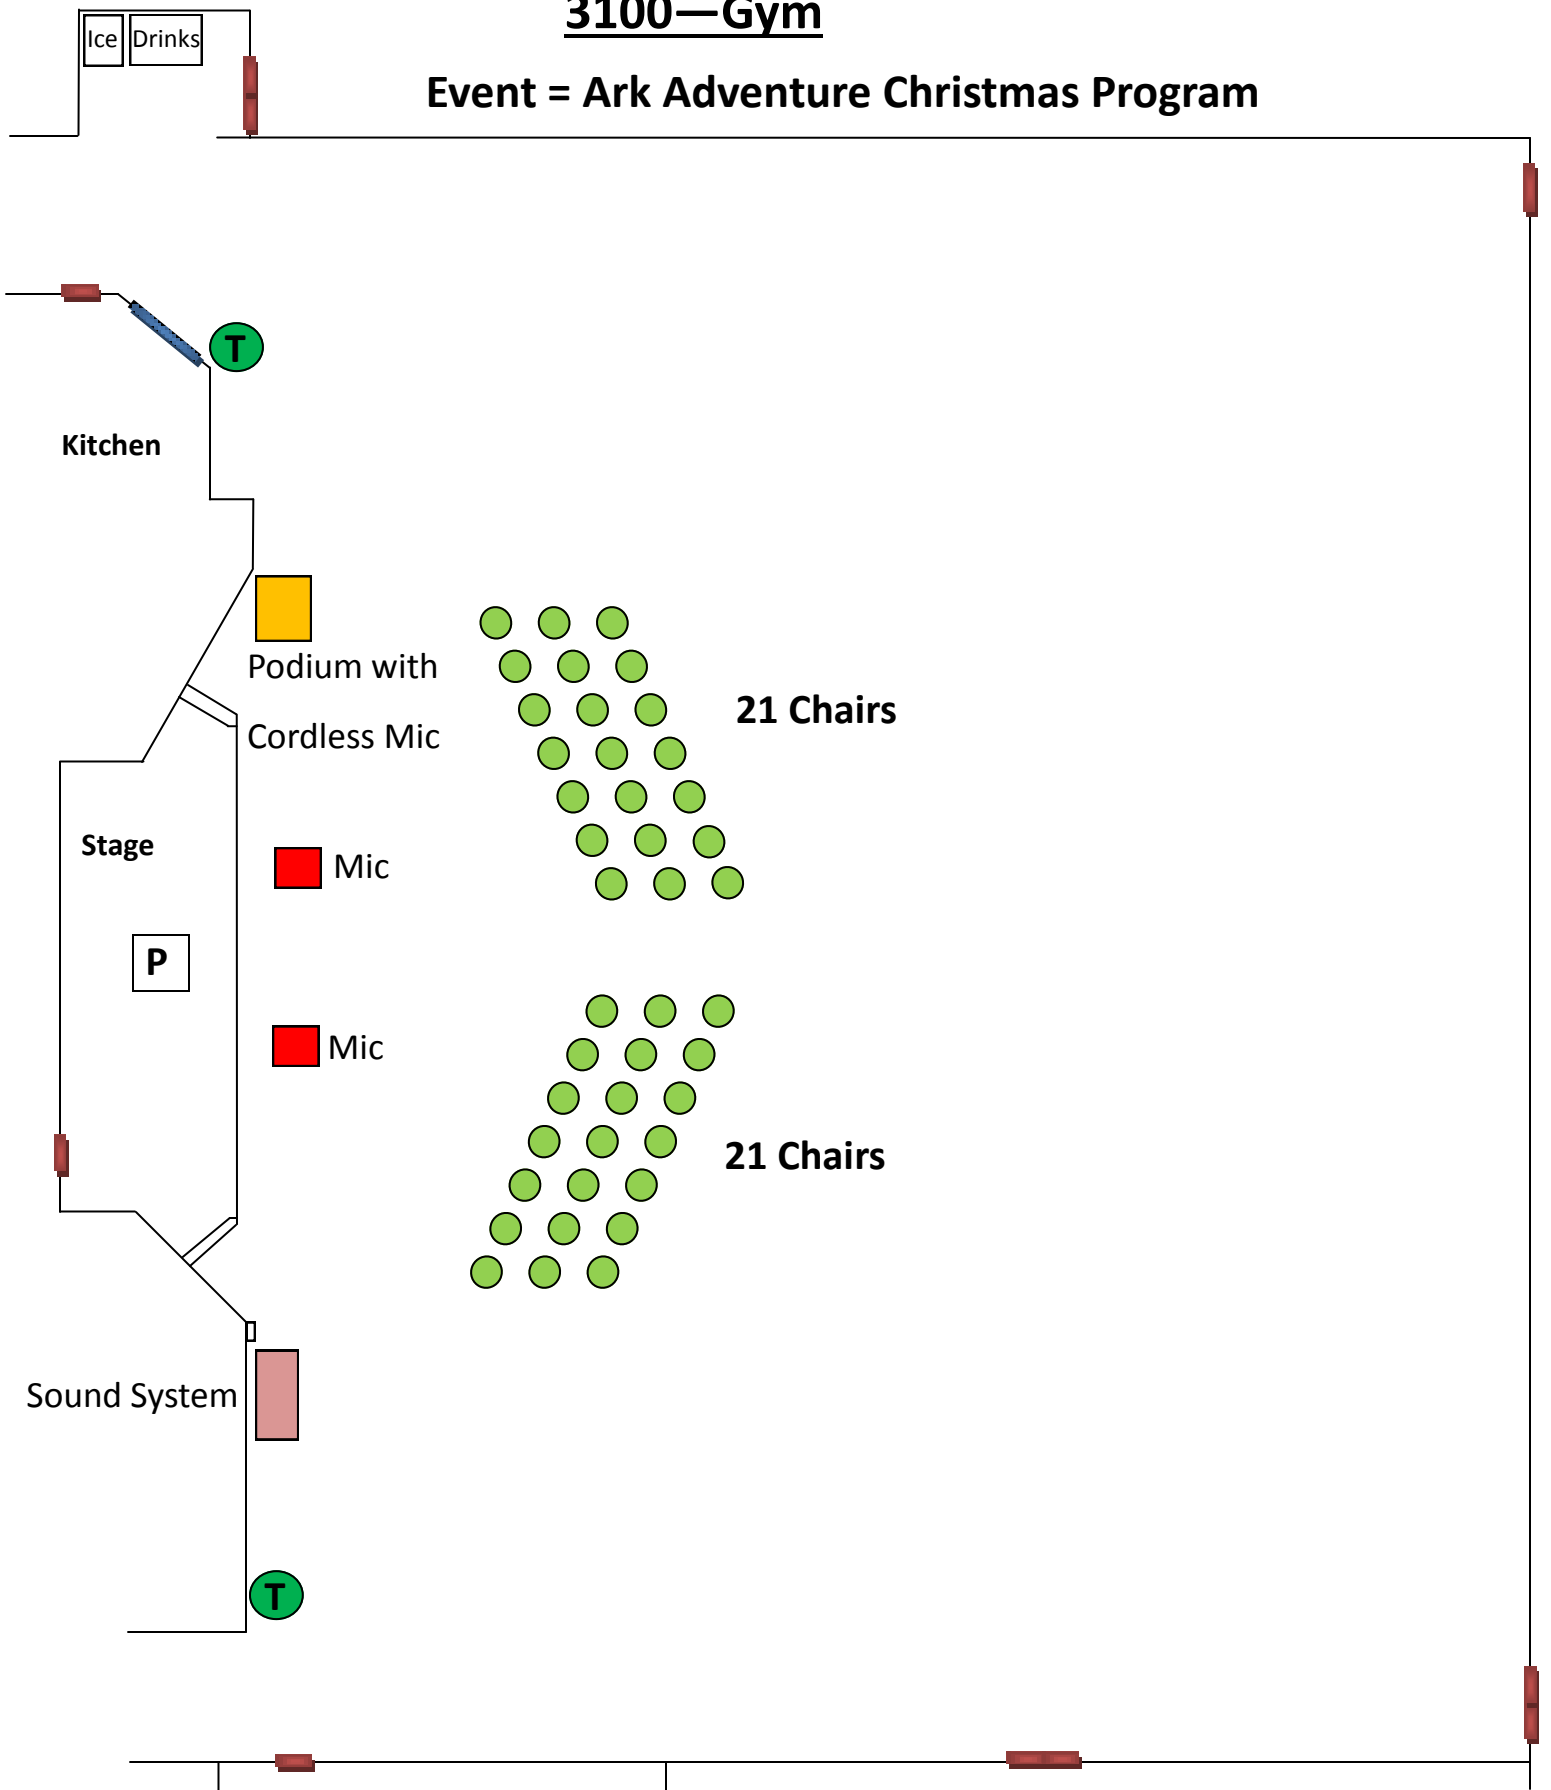 3100—Gym
Ice
Drinks
Event = Ark Adventure Christmas Program
T
Kitchen
Podium with
Cordless Mic
21 Chairs
Stage
Mic
P
Mic
21 Chairs
Sound System
T